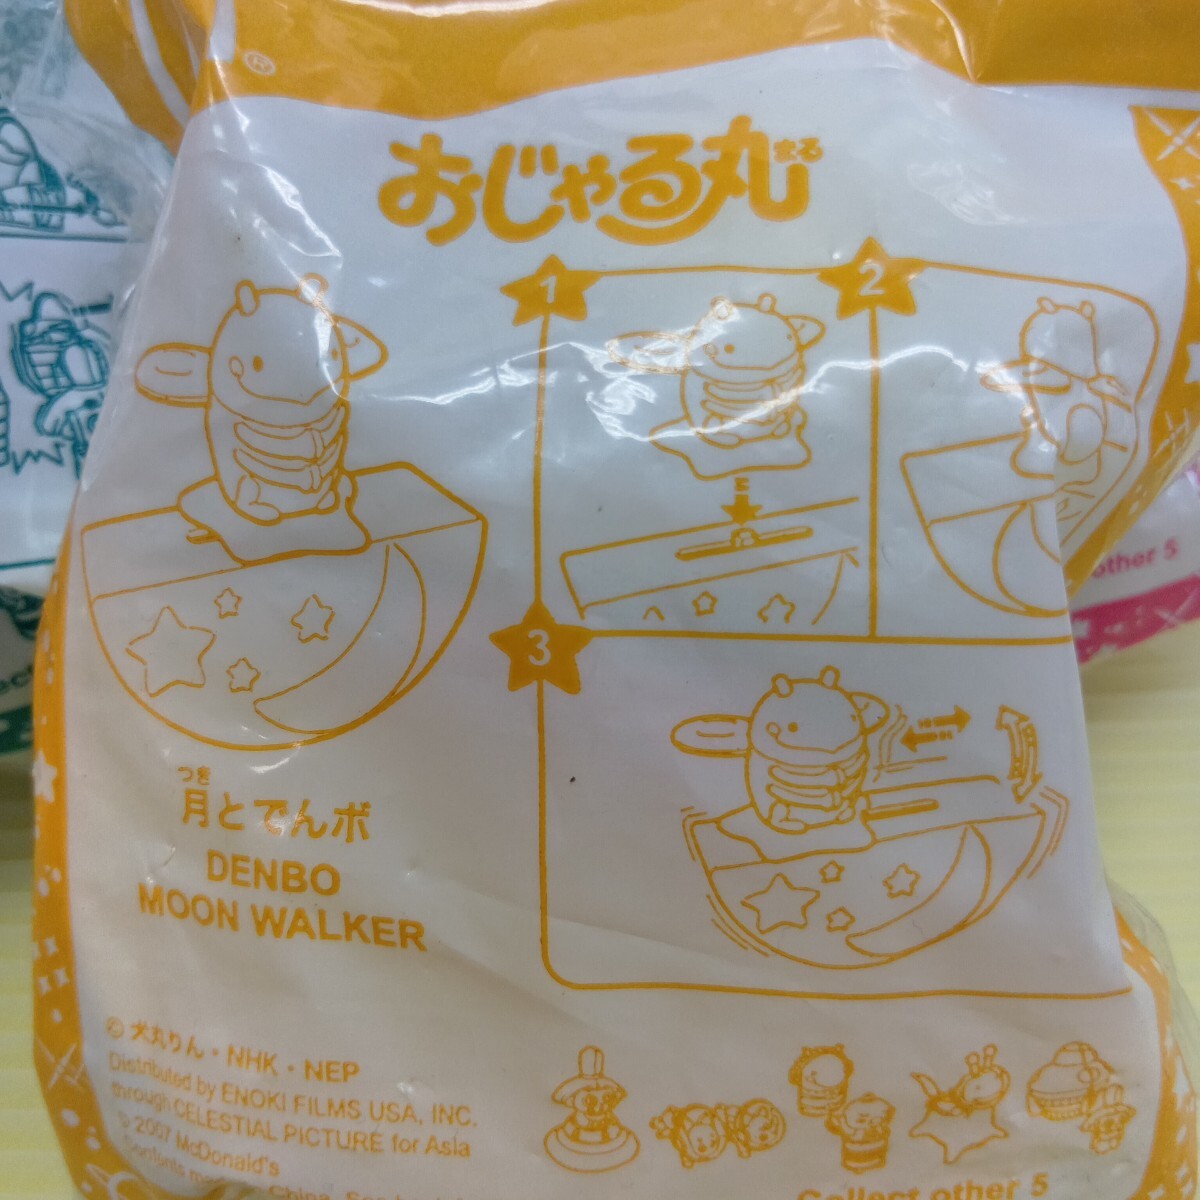 ®
おじゃる丸
まる
1
2
3
つき
月とでんボ
DENBO
MOON WALKER
© 犬丸りん・NHK・NEP
Distributed by ENOKI FILMS USA, INC.
through CELESTIAL PICTURE for Asia
© 2007 McDonald's
Contents China.
Collect other 5
other 5